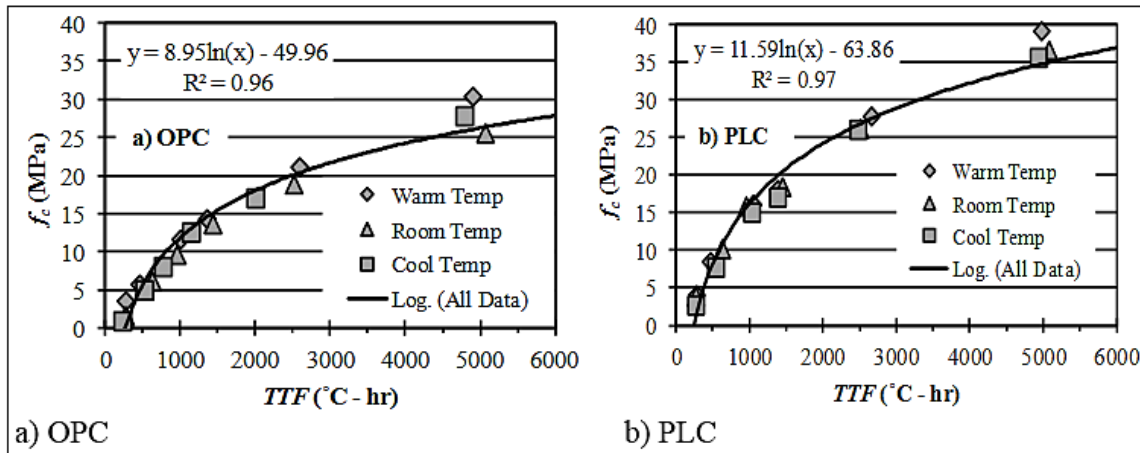 40
35
30
25
20
15
10
5
0
f_c (MPa)
y = 8.95ln(x) - 49.96
R² = 0.96
a) OPC
Warm Temp
Room Temp
Cool Temp
Log. (All Data)
0 1000 2000 3000 4000 5000 6000
TTF (˚C - hr)
a) OPC
40
35
30
25
20
15
10
5
0
f_c (MPa)
y = 11.59ln(x) - 63.86
R² = 0.97
b) PLC
Warm Temp
Room Temp
Cool Temp
Log. (All Data)
0 1000 2000 3000 4000 5000 6000
TTF (˚C - hr)
b) PLC